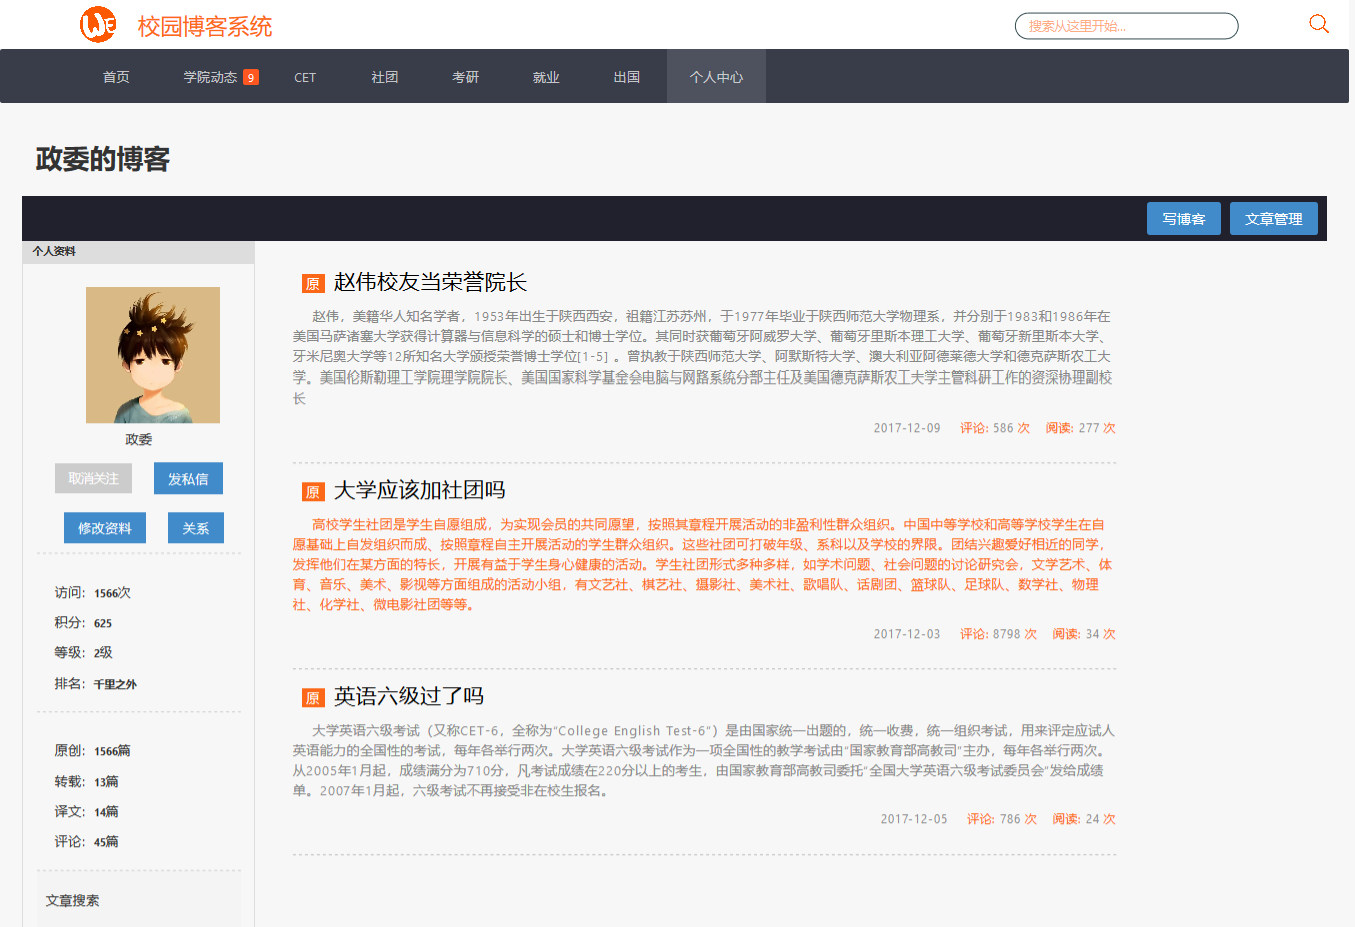 校园博客系统
搜索从这里开始...
首页 学院动态 9 CET 社团 考研 就业 出国 个人中心
政委的博客
写博客 文章管理
个人资料
政委
取消关注 发私信
修改资料 关系
访问：1566次
积分：625
等级：2级
排名：千里之外
原创：1566篇
转载：13篇
译文：14篇
评论：45篇
文章搜索
原 赵伟校友当荣誉院长
赵伟，美籍华人知名学者，1953年出生于陕西西安，祖籍江苏苏州，于1977年毕业于陕西师范大学物理系，并分别于1983和1986年在
美国马萨诸塞大学获得计算器与信息科学的硕士和博士学位。其同时获葡萄牙阿威罗大学、葡萄牙里斯本理工大学、葡萄牙新里斯本大学、
牙米尼奥大学等12所知名大学颁授荣誉博士学位[1-5] 。曾执教于陕西师范大学、阿默斯特大学、澳大利亚阿德莱德大学和德克萨斯农工大
学。美国伦斯勒理工学院理学院院长、美国国家科学基金会电脑与网路系统分部主任及美国德克萨斯农工大学主管科研工作的资深协理副校
长
2017-12-09 评论: 586 次 阅读: 277 次
原 大学应该加社团吗
高校学生社团是学生自愿组成，为实现会员的共同愿望，按照其章程开展活动的非盈利性群众组织。中国中等学校和高等学校学生在自
愿基础上自发组织而成、按照章程自主开展活动的学生群众组织。这些社团可打破年级、系科以及学校的界限。团结兴趣爱好相近的同学，
发挥他们在某方面的特长，开展有益于学生身心健康的活动。学生社团形式多种多样，如学术问题、社会问题的讨论研究会，文学艺术、体
育、音乐、美术、影视等方面组成的活动小组，有文艺社、棋艺社、摄影社、美术社、歌唱队、话剧团、篮球队、足球队、数学社、物理
社、化学社、微电影社团等等。
2017-12-03 评论: 8798 次 阅读: 34 次
原 英语六级过了吗
大学英语六级考试（又称CET-6，全称为“College English Test-6”）是由国家统一出题的，统一收费，统一组织考试，用来评定应试人
英语能力的全国性的考试，每年各举行两次。大学英语六级考试作为一项全国性的教学考试由“国家教育部高教司”主办，每年各举行两次。
从2005年1月起，成绩满分为710分，凡考试成绩在220分以上的考生，由国家教育部高教司委托“全国大学英语六级考试委员会”发给成绩
单。2007年1月起，六级考试不再接受非在校生报名。
2017-12-05 评论: 786 次 阅读: 24 次